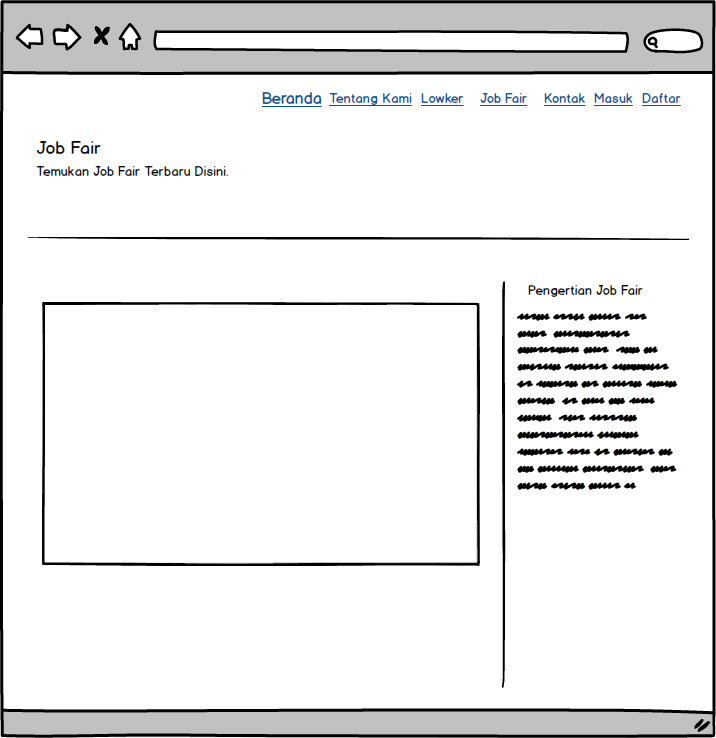 Beranda Tentang Kami Lowker Job Fair Kontak Masuk Daftar
Job Fair
Temukan Job Fair Terbaru Disini.
Pengertian Job Fair